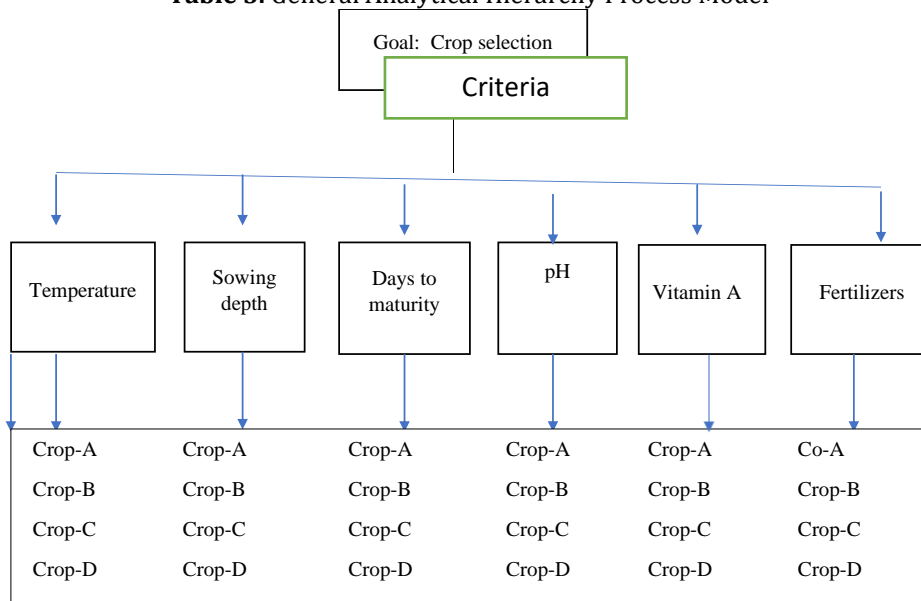 Table 3. General Analytical Hierarchy Process Model
Goal: Crop selection
Criteria
Temperature
Sowing
depth
Days to
maturity
pH
Vitamin A
Fertilizers
Crop-A Crop-A Crop-A Crop-A Crop-A Co-A
Crop-B Crop-B Crop-B Crop-B Crop-B Crop-B
Crop-C Crop-C Crop-C Crop-C Crop-C Crop-C
Crop-D Crop-D Crop-D Crop-D Crop-D Crop-D